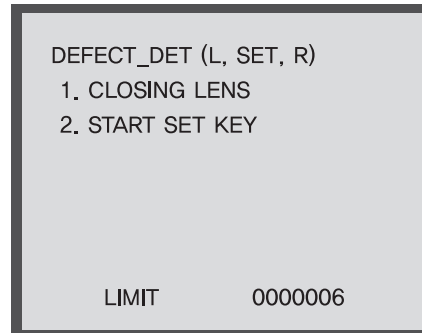 DEFECT_DET (L, SET, R)
1. CLOSING LENS
2. START SET KEY
LIMIT 0000006